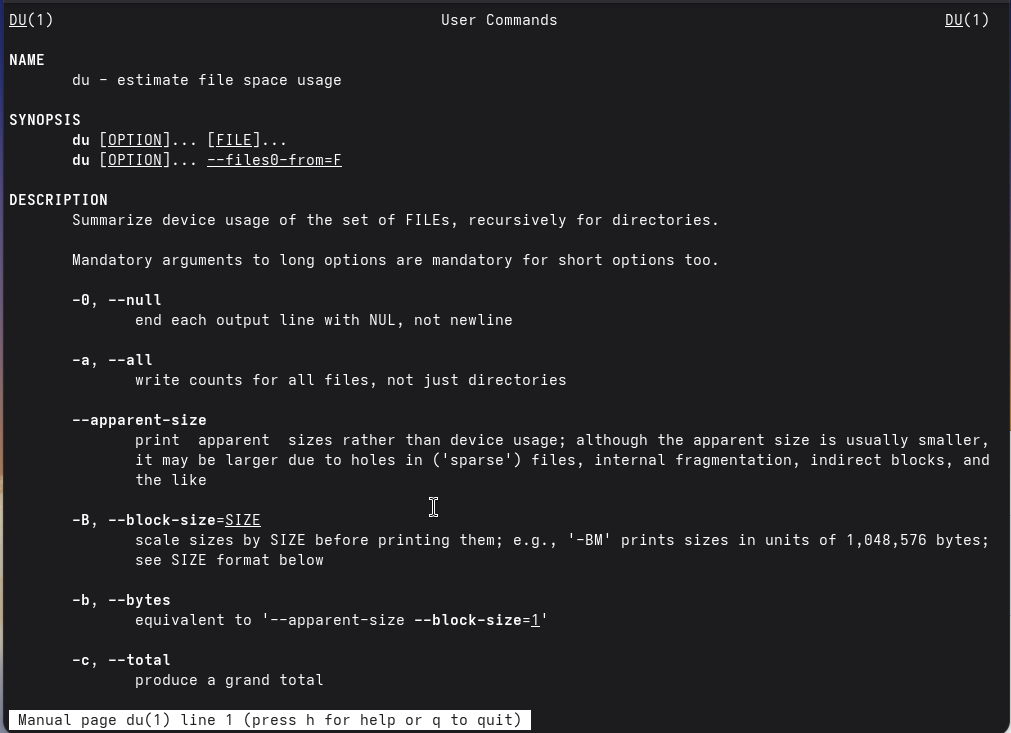 DU(1) User Commands DU(1)
NAME
du - estimate file space usage
SYNOPSIS
du [OPTION]... [FILE]...
du [OPTION]... --files0-from=F
DESCRIPTION
Summarize device usage of the set of FILEs, recursively for directories.
Mandatory arguments to long options are mandatory for short options too.
-0, --null
end each output line with NUL, not newline
-a, --all
write counts for all files, not just directories
--apparent-size
print apparent sizes rather than device usage; although the apparent size is usually smaller,
it may be larger due to holes in ('sparse') files, internal fragmentation, indirect blocks, and
the like
-B, --block-size=SIZE
scale sizes by SIZE before printing them; e.g., '-BM' prints sizes in units of 1,048,576 bytes;
see SIZE format below
-b, --bytes
equivalent to '--apparent-size --block-size=1'
-c, --total
produce a grand total
Manual page du(1) line 1 (press h for help or q to quit)